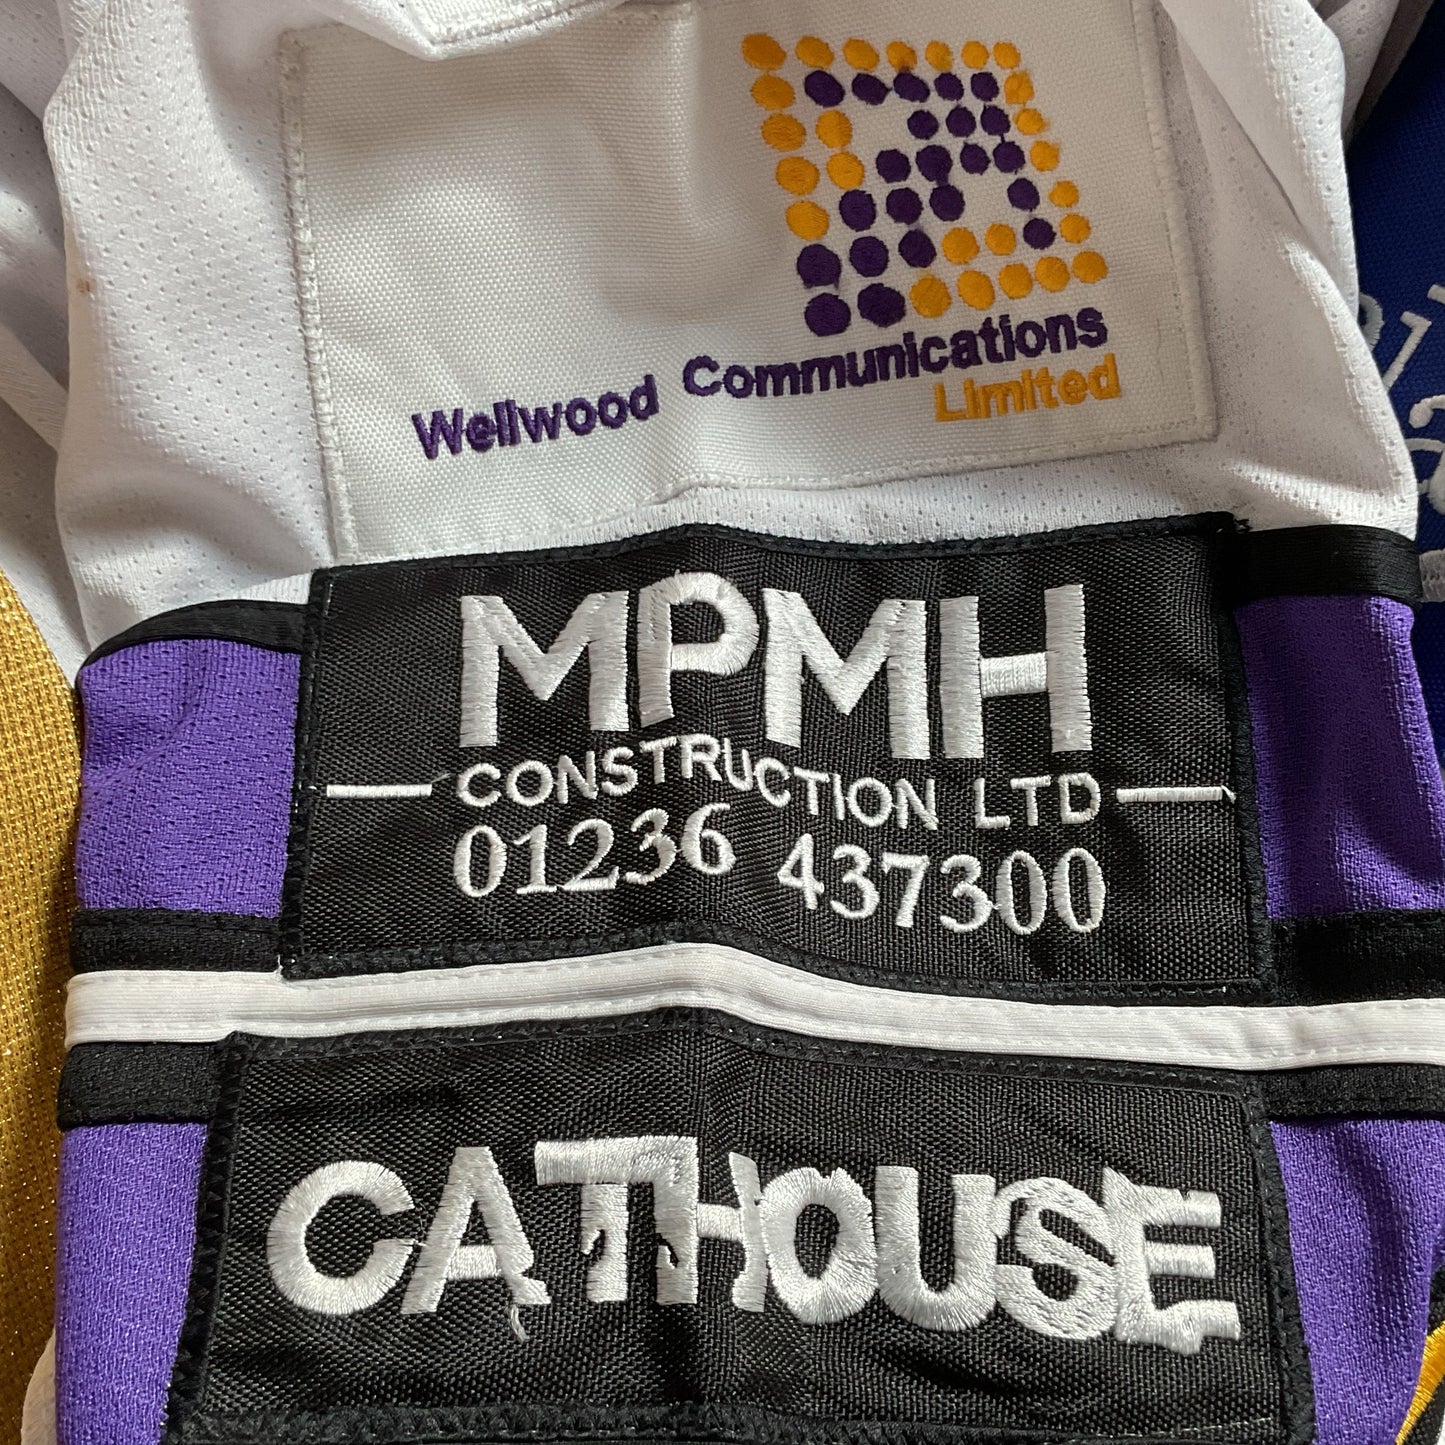 Wellwood Communications
Limited
MPMH
CONSTRUCTION LTD
01236 437300
CATHOUSE